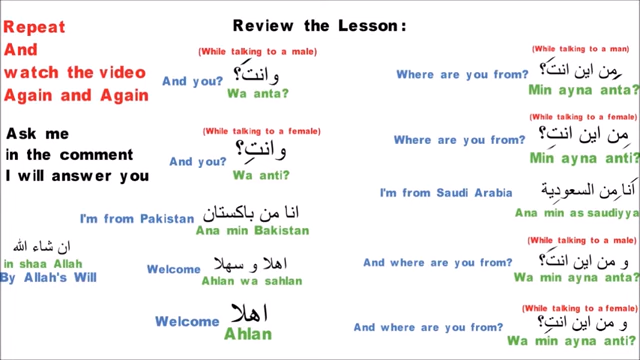 Repeat
And
watch the video
Again and Again
Ask me
in the comment
I will answer you
Review the Lesson:
(While talking to a male)
And you? وانتَ؟
Wa anta?
(While talking to a female)
And you? وانتِ؟
Wa anti?
I'm from Pakistan انا من باكستان
Ana min Bakistan
ان شاء الله
in shaa Allah
By Allah's Will
Welcome اهلا و سهلا
Ahlan wa sahlan
Welcome اهلا
Ahlan
(While talking to a man)
Where are you from? مِن اين انتَ؟
Min ayna anta?
(While talking to a female)
Where are you from? مِن اين انتِ؟
Min ayna anti?
I'm from Saudi Arabia أنا مِن السعودية
Ana min as saudiyya
(While talking to a male)
And where are you from? و من اين انتَ؟
Wa min ayna anta?
(While talking to a female)
And where are you from? و من اين انتِ؟
Wa min ayna anti?